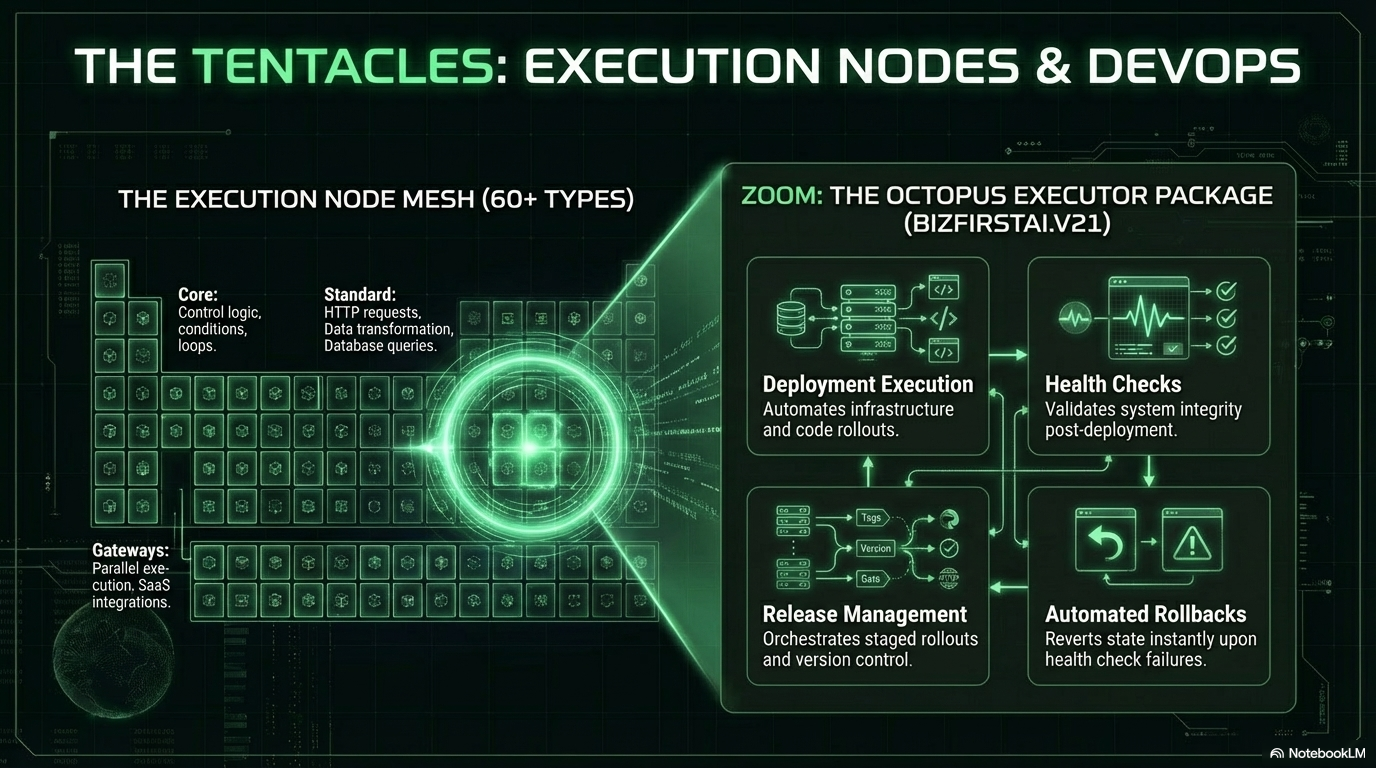 THE TENTACLES: EXECUTION NODES & DEVOPS
THE EXECUTION NODE MESH (60+ TYPES)
Core:
Control logic,
conditions,
loops.
Standard:
HTTP requests,
Data transformation,
Database queries.
Gateways:
Parallel exe-
cution. SaaS
integrations.
ZOOM: THE OCTOPUS EXECUTOR PACKAGE
(BIZFIRSTAI.V21)
Deployment Execution
Automates infrastructure
and code rollouts.
Health Checks
Validates system integrity
post-deployment.
Tsgs
Vercion
Gats
Release Management
Orchestrates staged rollouts
and version control.
Automated Rollbacks
Reverts state instantly upon
health check failures.
NotebookLM